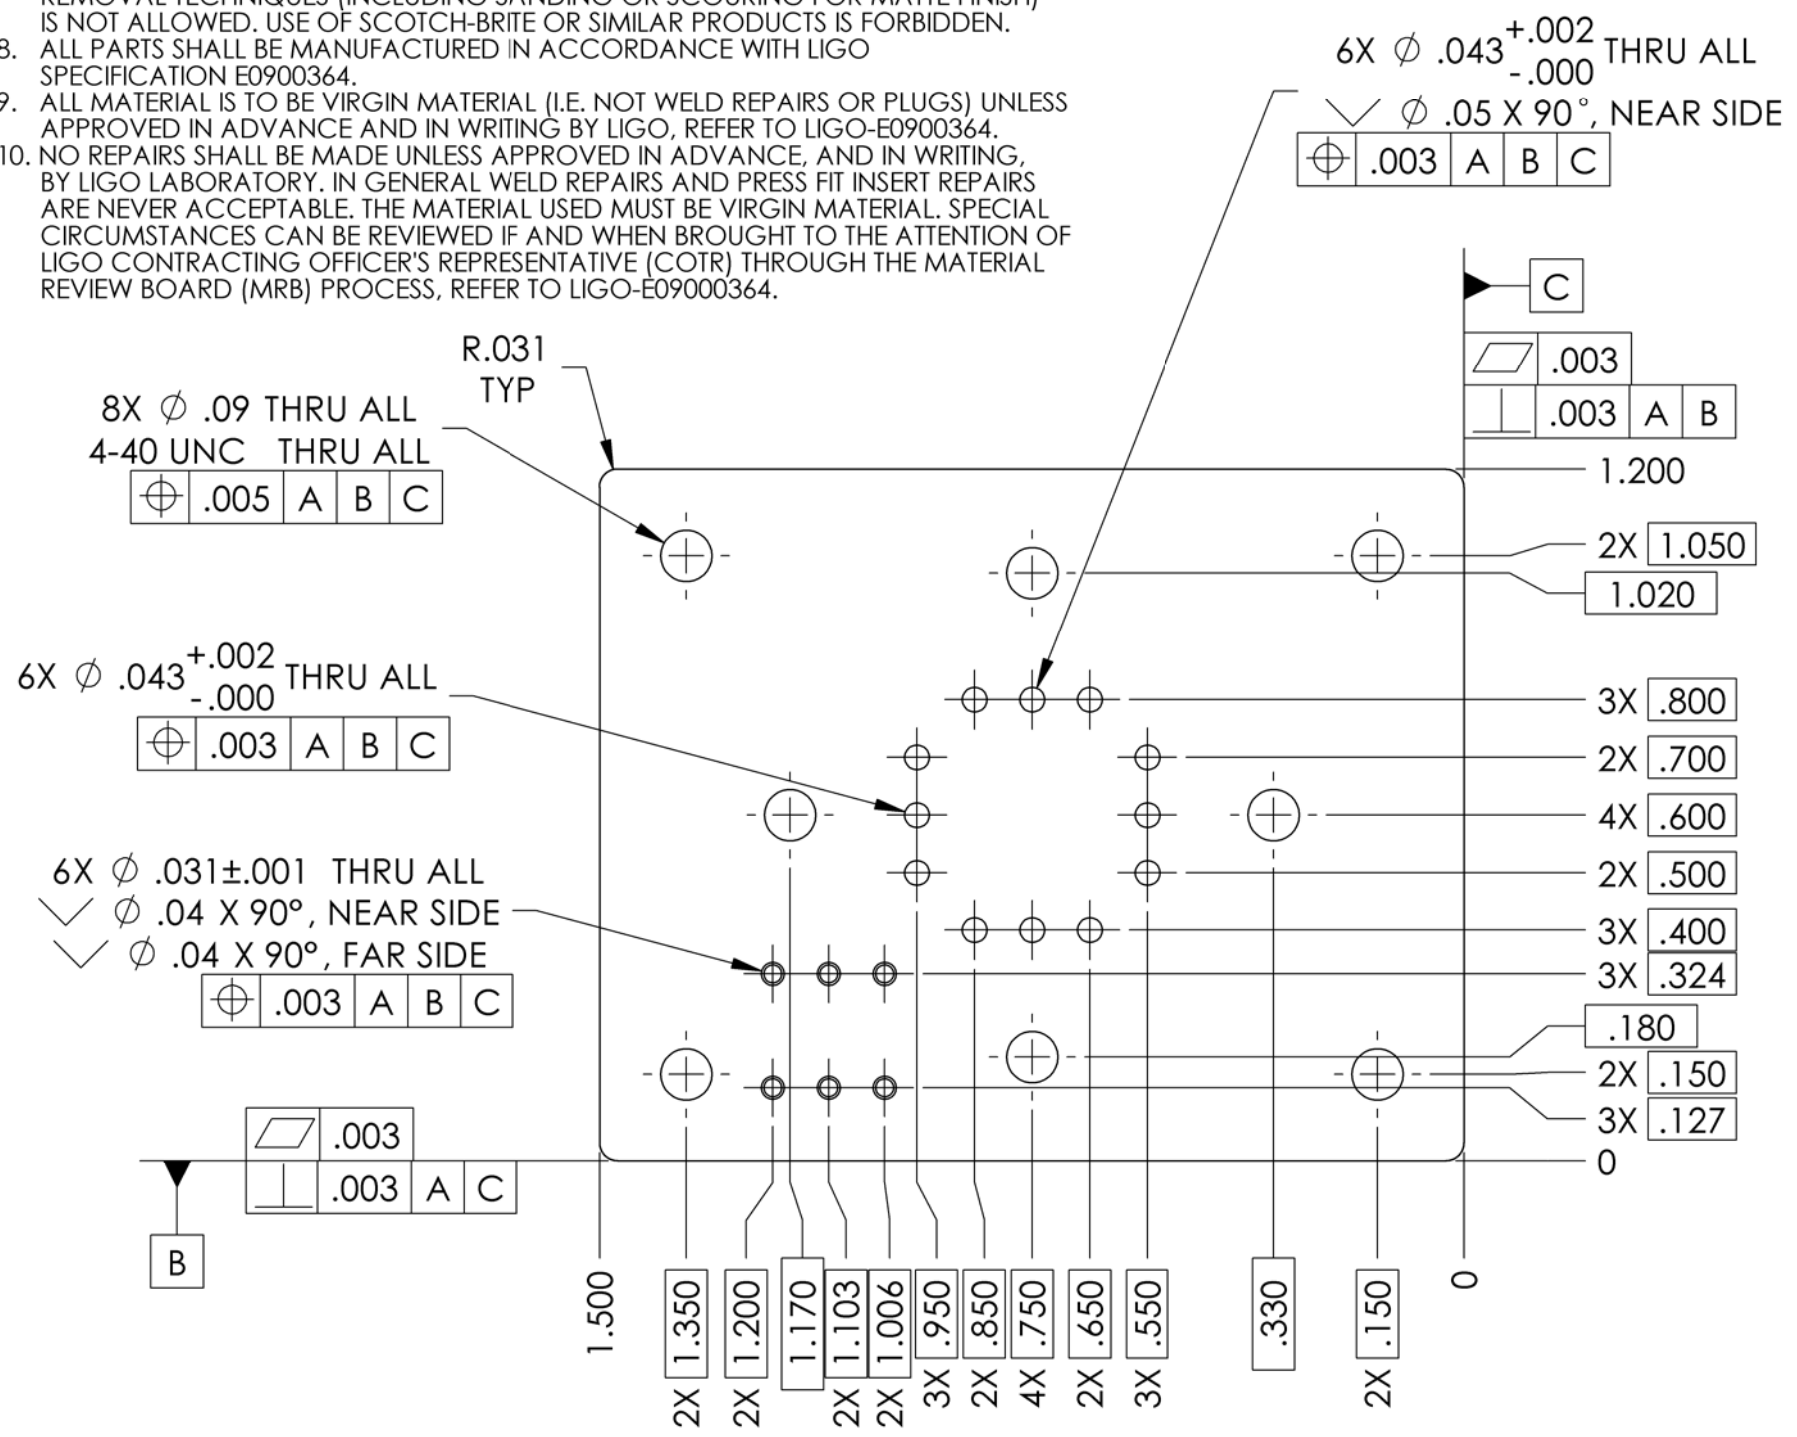 REMOVAL TECHNIQUES (INCLUDING SANDING OR SCOURING FOR MATTE FINISH)
IS NOT ALLOWED. USE OF SCOTCH-BRITE OR SIMILAR PRODUCTS IS FORBIDDEN.
8. ALL PARTS SHALL BE MANUFACTURED IN ACCORDANCE WITH LIGO
SPECIFICATION E0900364.
9. ALL MATERIAL IS TO BE VIRGIN MATERIAL (I.E. NOT WELD REPAIRS OR PLUGS) UNLESS
APPROVED IN ADVANCE AND IN WRITING BY LIGO, REFER TO LIGO-E0900364.
10. NO REPAIRS SHALL BE MADE UNLESS APPROVED IN ADVANCE, AND IN WRITING,
BY LIGO LABORATORY. IN GENERAL WELD REPAIRS AND PRESS FIT INSERT REPAIRS
ARE NEVER ACCEPTABLE. THE MATERIAL USED MUST BE VIRGIN MATERIAL. SPECIAL
CIRCUMSTANCES CAN BE REVIEWED IF AND WHEN BROUGHT TO THE ATTENTION OF
LIGO CONTRACTING OFFICER'S REPRESENTATIVE (COTR) THROUGH THE MATERIAL
REVIEW BOARD (MRB) PROCESS, REFER TO LIGO-E09000364.
6X ⌀ .043 +.002 -.000 THRU ALL
⌵ ⌀ .05 X 90°, NEAR SIDE
⌖ .003 A B C
C
⏥ .003
⟂ .003 A B
R.031
TYP
8X ⌀ .09 THRU ALL
4-40 UNC THRU ALL
⌖ .005 A B C
6X ⌀ .043 +.002 -.000 THRU ALL
⌖ .003 A B C
6X ⌀ .031±.001 THRU ALL
⌵ ⌀ .04 X 90°, NEAR SIDE
⌵ ⌀ .04 X 90°, FAR SIDE
⌖ .003 A B C
⏥ .003
⟂ .003 A C
B
1.200
2X 1.050
1.020
3X .800
2X .700
4X .600
2X .500
3X .400
3X .324
.180
2X .150
3X .127
0
1.500
2X 1.350
2X 1.200
1.170
2X 1.103
2X 1.006
3X .950
2X .850
4X .750
2X .650
3X .550
.330
2X .150
0